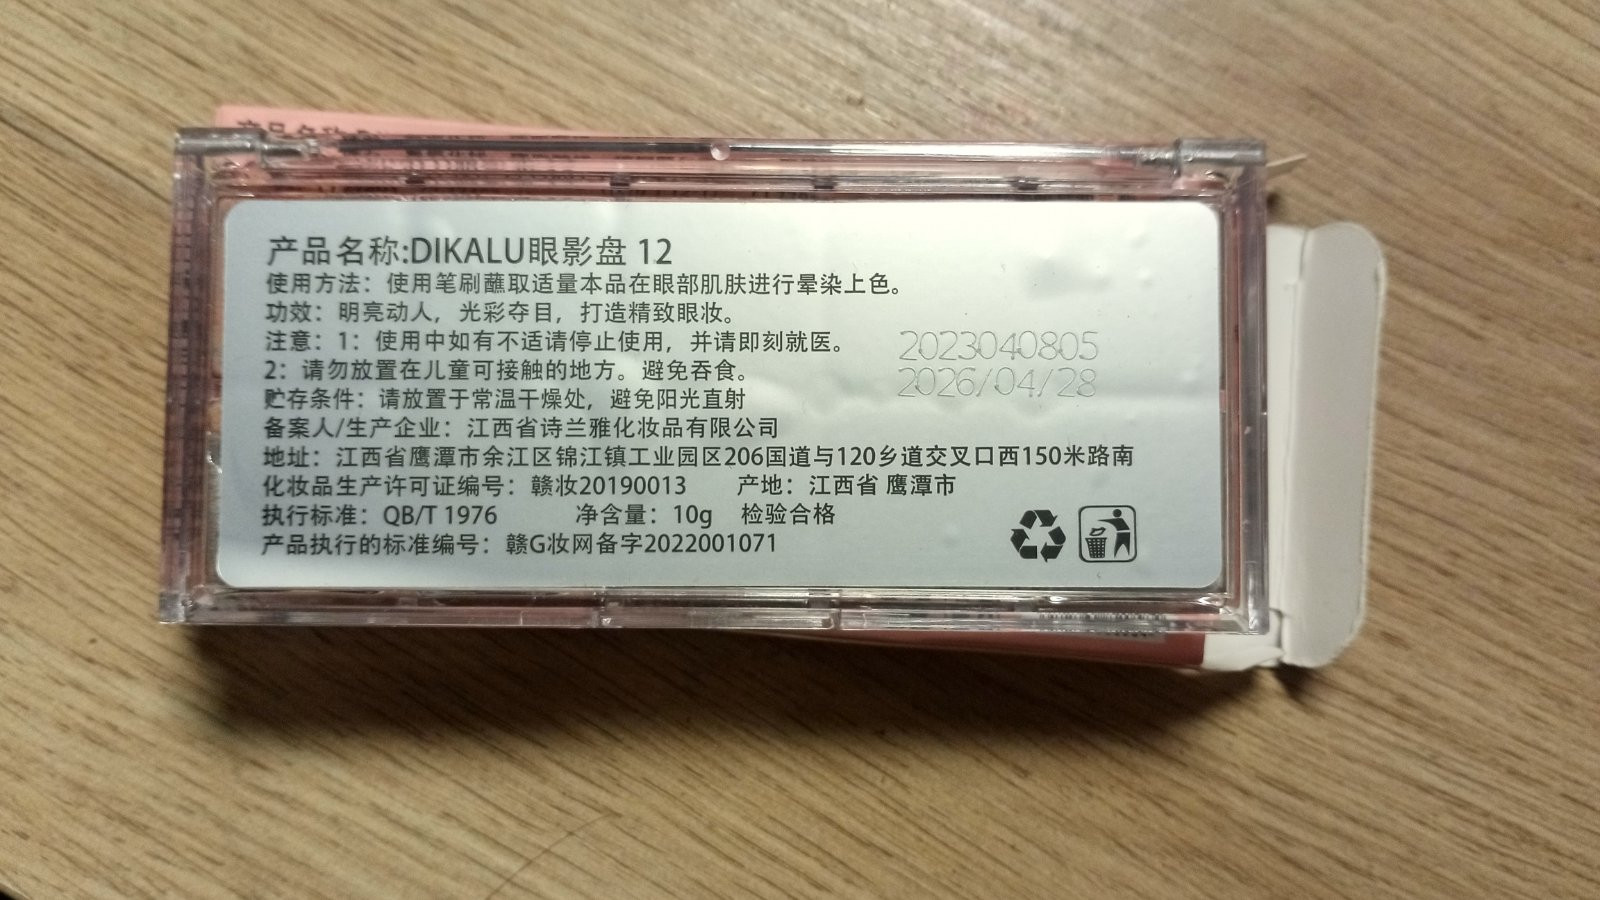 产品名称
产品名称:DIKALU眼影盘 12
使用方法：使用笔刷蘸取适量本品在眼部肌肤进行晕染上色。
功效：明亮动人，光彩夺目，打造精致眼妆。
注意：1：使用中如有不适请停止使用，并请即刻就医。
2：请勿放置在儿童可接触的地方。避免吞食。
2023040805
2026/04/28
贮存条件：请放置于常温干燥处，避免阳光直射
备案人/生产企业：江西省诗兰雅化妆品有限公司
地址：江西省鹰潭市余江区锦江镇工业园区206国道与120乡道交叉口西150米路南
化妆品生产许可证编号：赣妆20190013 产地：江西省 鹰潭市
执行标准：QB/T 1976 净含量：10g 检验合格
产品执行的标准编号：赣G妆网备字2022001071